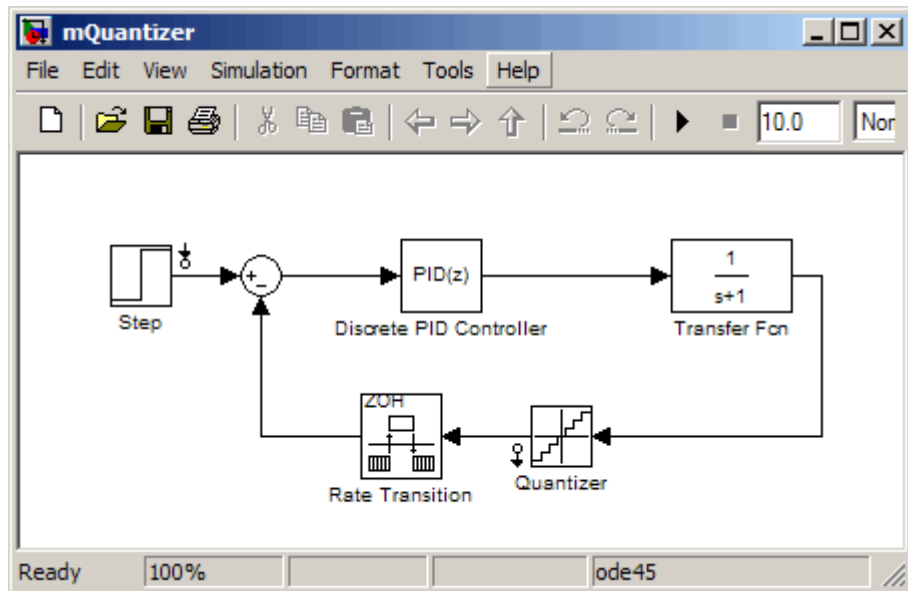 mQuantizer
File Edit View Simulation Format Tools Help
10.0 Nor
+
-
PID(z)
1
s+1
Step
Discrete PID Controller
Transfer Fcn
ZOH
Rate Transition
Quantizer
Ready 100% ode45